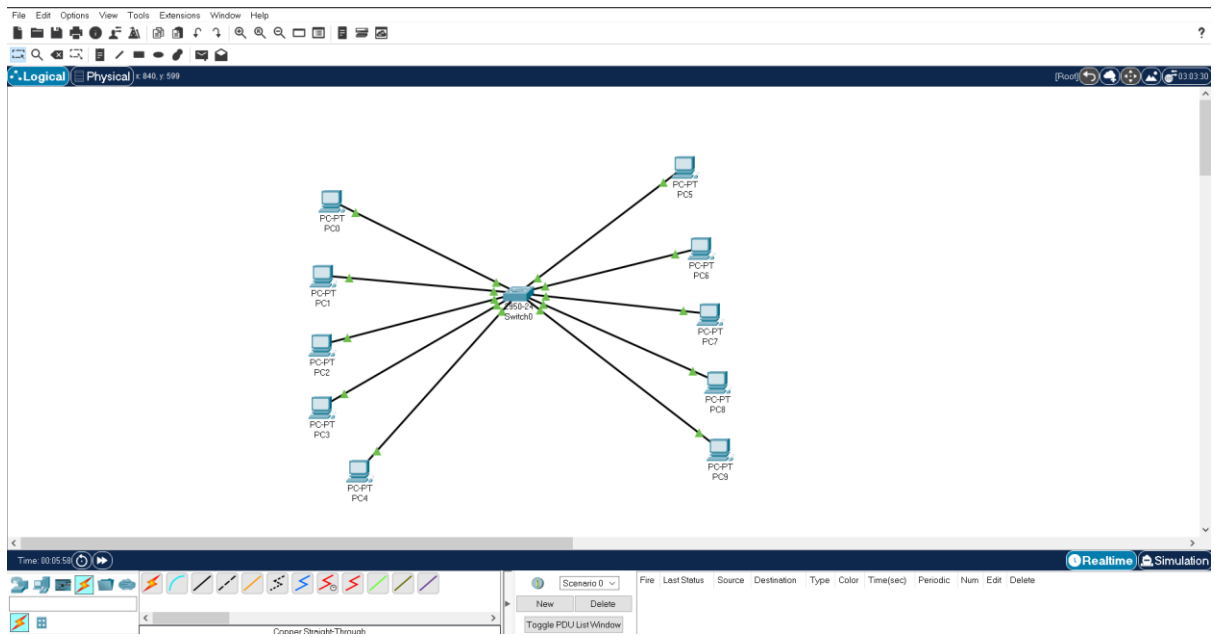 File Edit Options View Tools Extensions Window Help
?
Logical Physical x: 840, y: 599 [Root] 03:03:30
PC-PT
PC5
PC-PT
PC0
PC-PT
PC6
PC-PT
PC1
2950-24
Switch0
PC-PT
PC7
PC-PT
PC2
PC-PT
PC8
PC-PT
PC3
PC-PT
PC9
PC-PT
PC4
Time: 00:05:58 Realtime Simulation
Scenario 0 Fire Last Status Source Destination Type Color Time(sec) Periodic Num Edit Delete
New Delete
Toggle PDU List Window
Copper Straight-Through